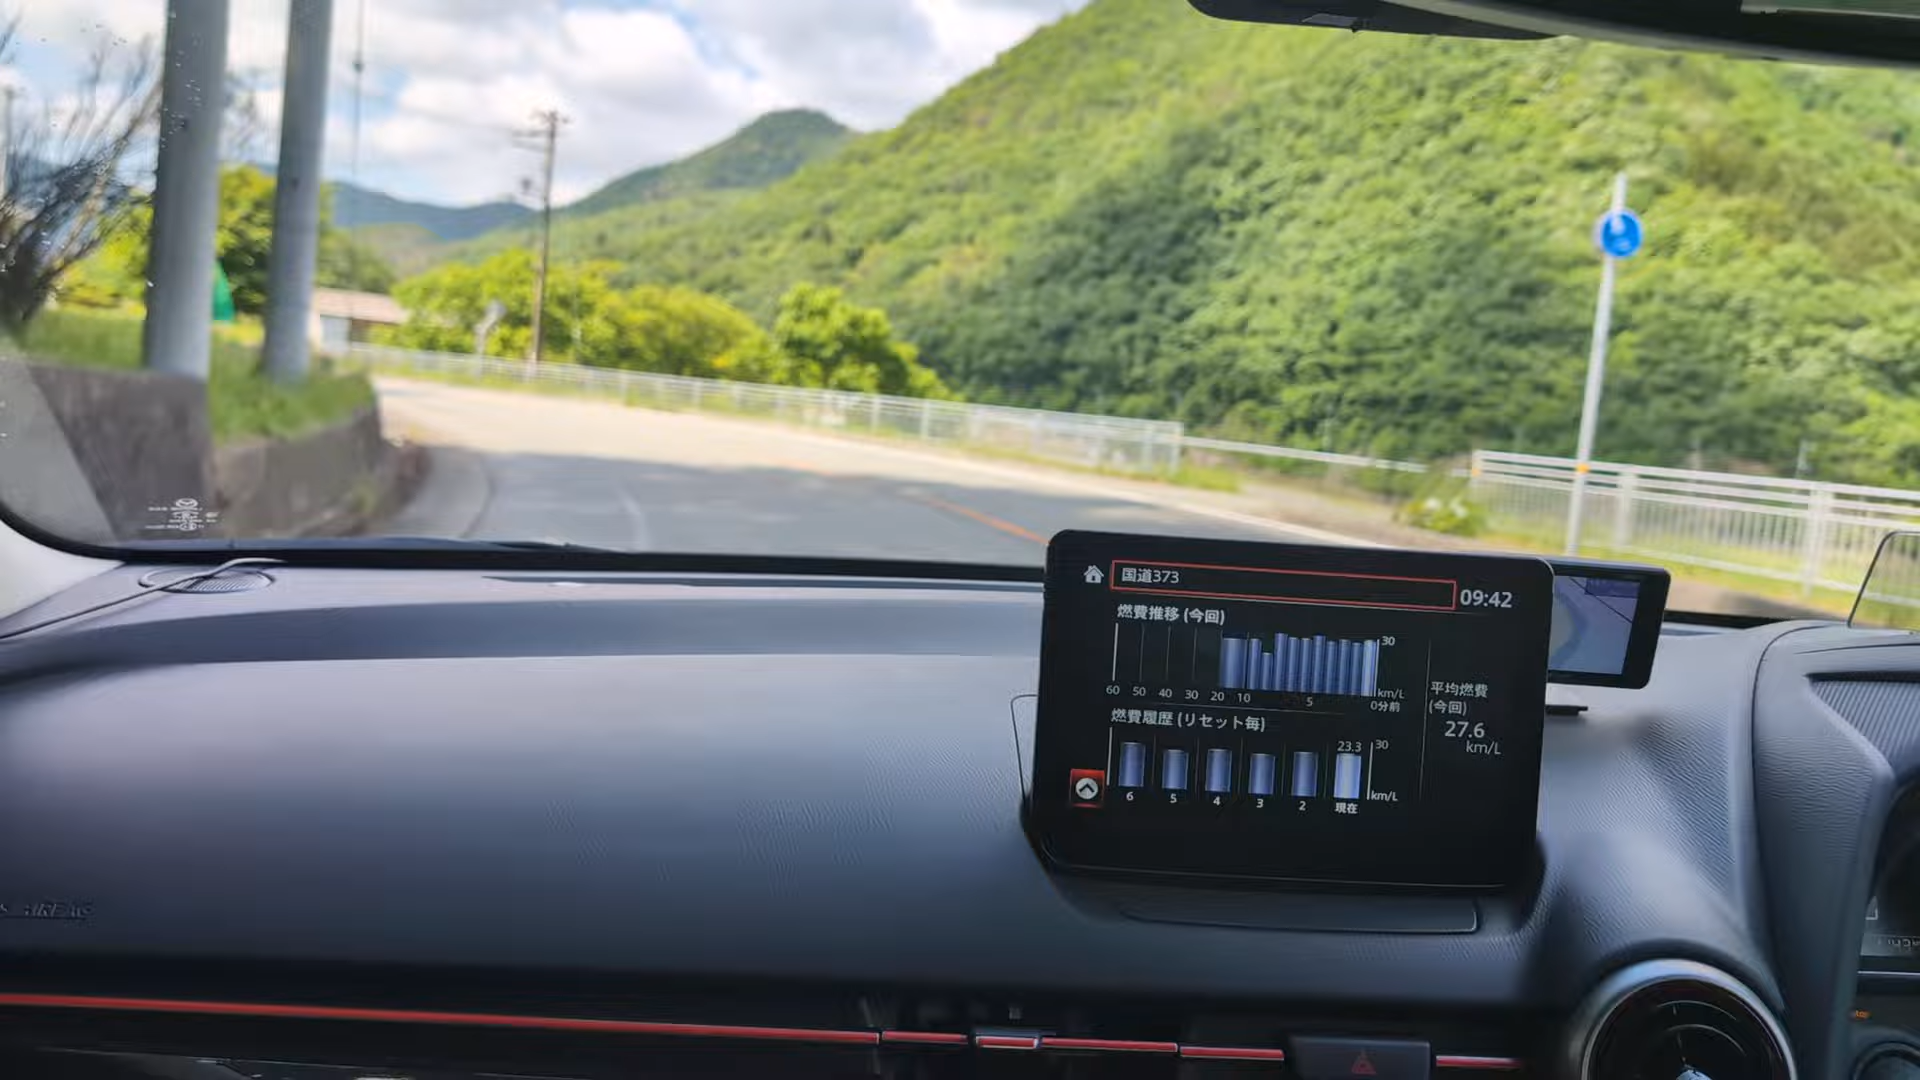 国道373
09:42
燃費推移 (今回)
30
60 50 40 30 20 10 5 km/L
0分前
平均燃費
(今回)
27.6
km/L
燃費履歴 (リセット毎)
23.3 30
km/L
6 5 4 3 2 現在